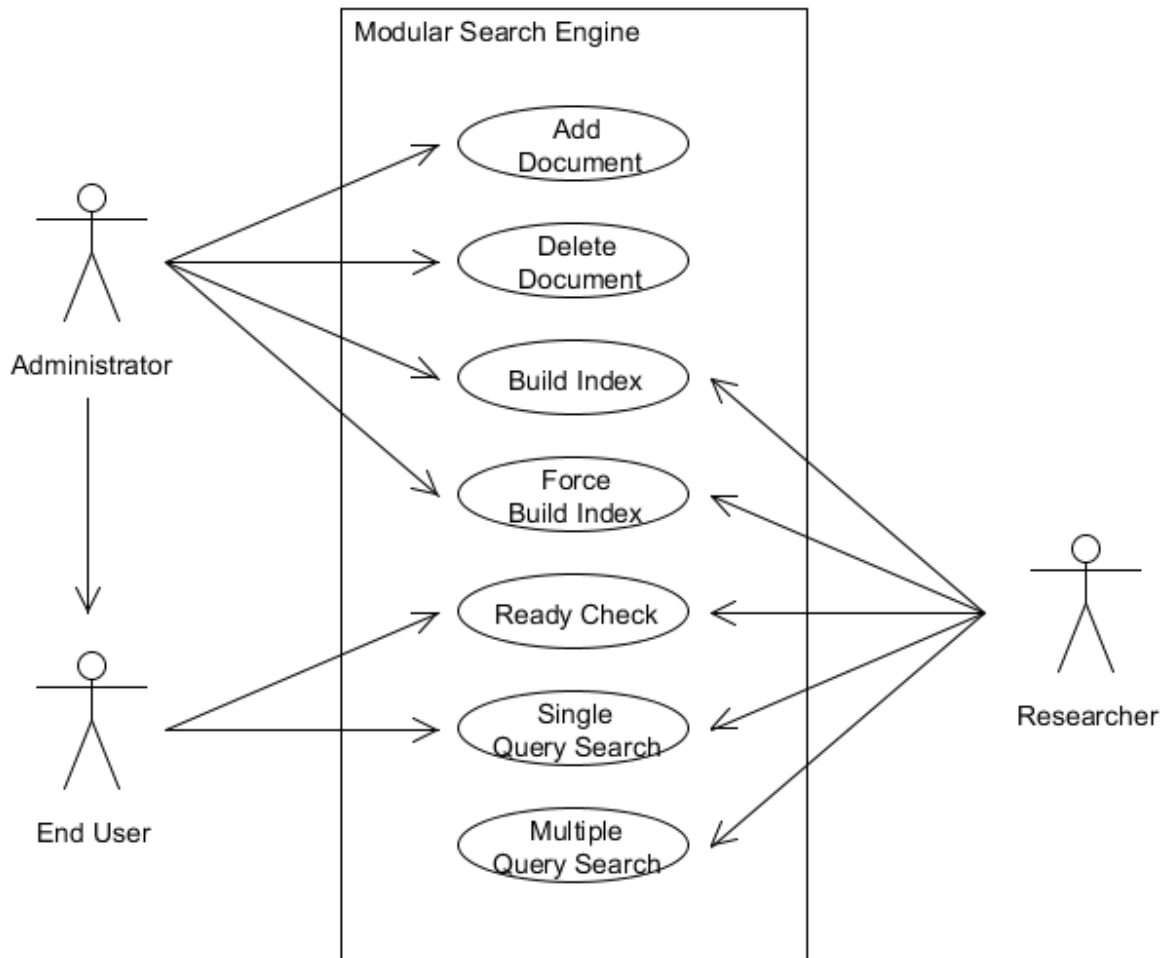 Modular Search Engine
Add
Document
Delete
Document
Administrator
Build Index
Force
Build Index
Ready Check
Researcher
Single
Query Search
End User
Multiple
Query Search